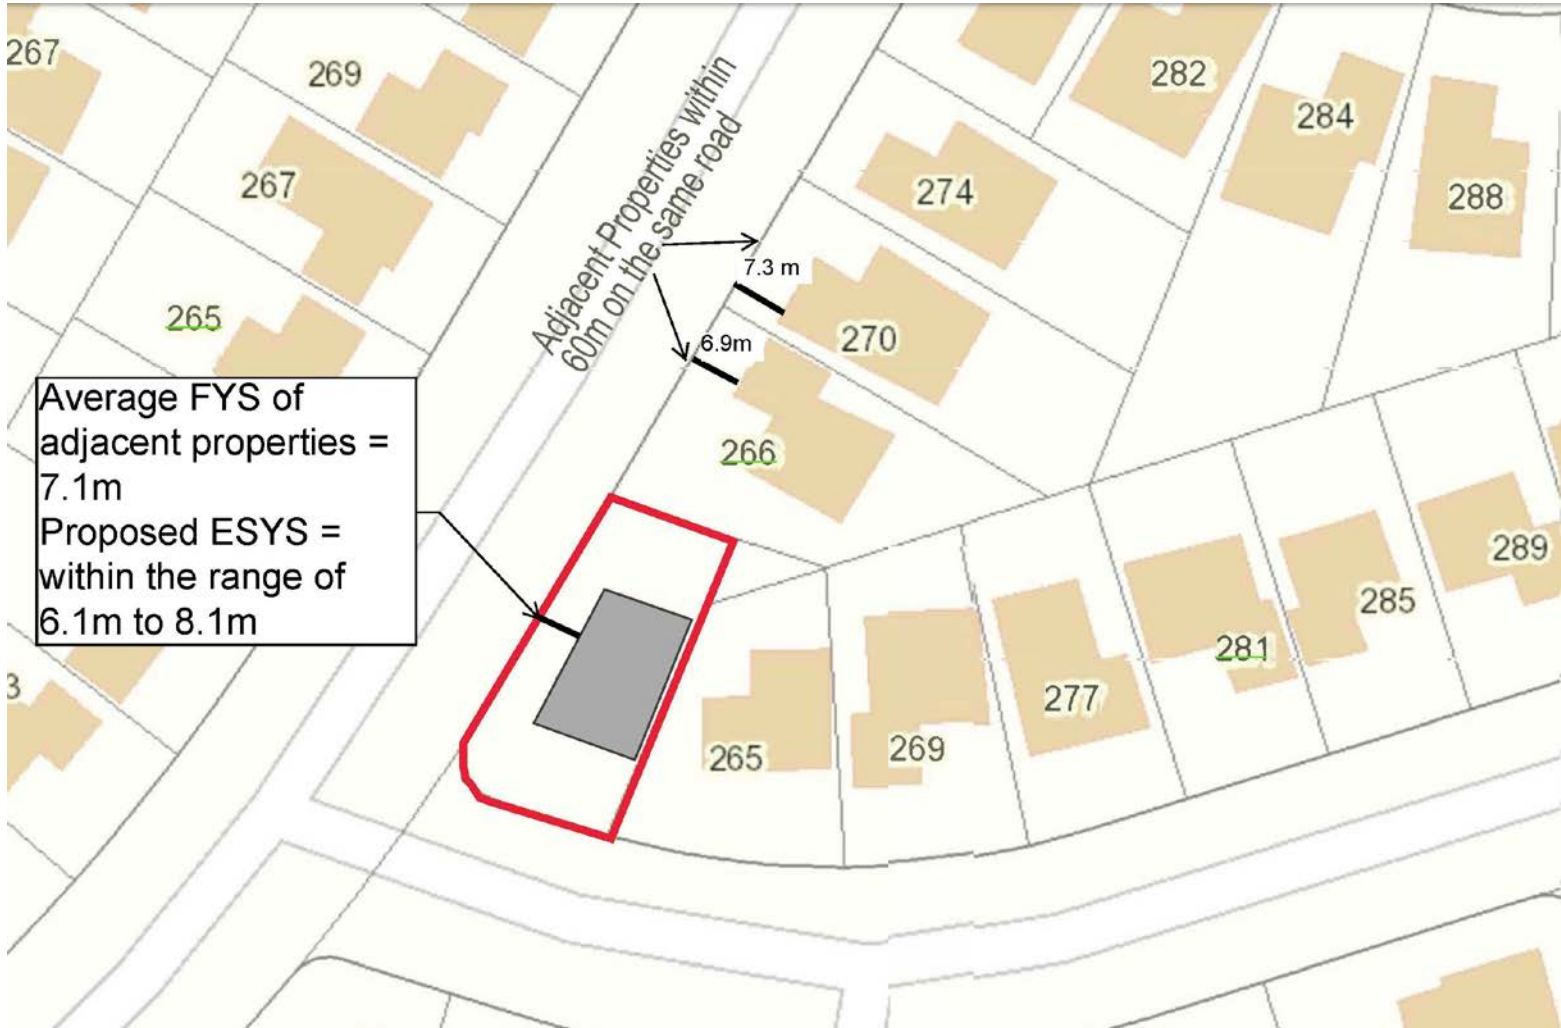 267
269
282
284
267
274
288
Adjacent Properties within
60m on the same road
7.3 m
265
270
6.9m
Average FYS of
adjacent properties =
7.1m
Proposed ESYS =
within the range of
6.1m to 8.1m
266
289
285
281
3
277
269
265